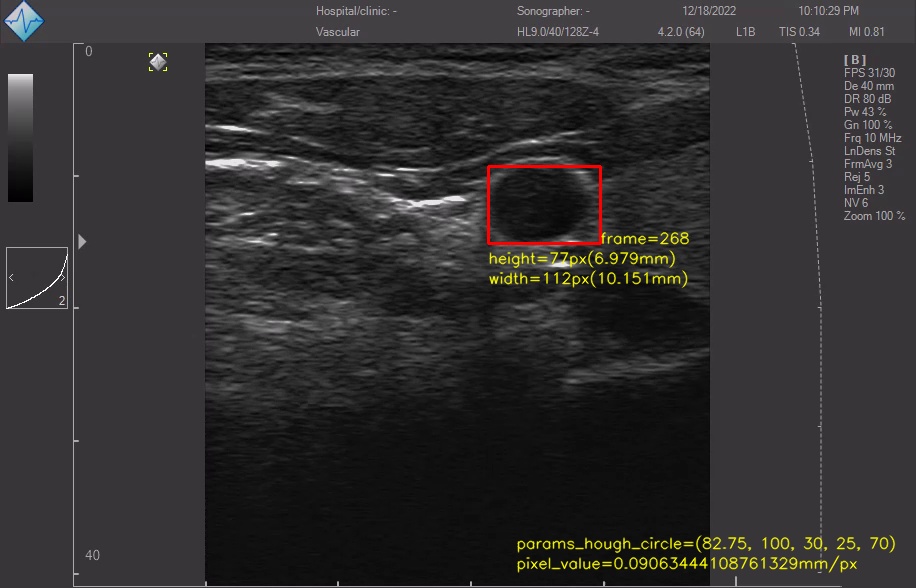 Hospital/clinic: - Sonographer: - 12/18/2022 10:10:29 PM
Vascular HL9.0/40/128Z-4 4.2.0 (64) L1B TIS 0.34 MI 0.81
0
[ B ]
FPS 31/30
De 40 mm
DR 80 dB
Pw 43 %
Gn 100 %
Frq 10 MHz
LnDens St
FrmAvg 3
Rej 5
ImEnh 3
NV 6
Zoom 100 %
frame=268
height=77px(6.979mm)
width=112px(10.151mm)
2
params_hough_circle=(82.75, 100, 30, 25, 70)
40
pixel_value=0.09063444108761329mm/px